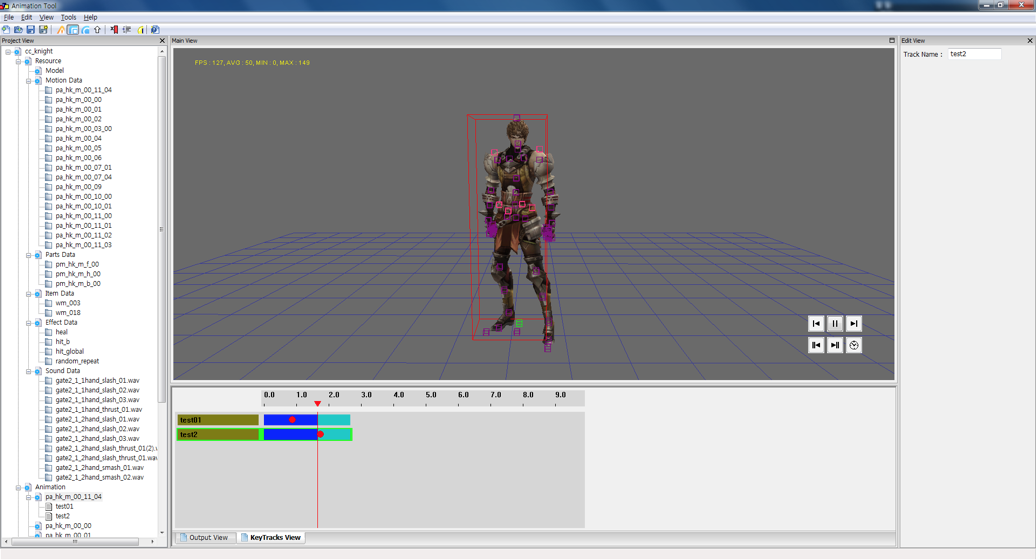 Animation Tool
File Edit View Tools Help
Project View
Main View
Edit View
cc_knight
Resource
Model
Motion Data
pa_hk_m_00_11_04
pa_hk_m_00_00
pa_hk_m_00_01
pa_hk_m_00_02
pa_hk_m_00_03_00
pa_hk_m_00_04
pa_hk_m_00_05
pa_hk_m_00_06
pa_hk_m_00_07_01
pa_hk_m_00_07_04
pa_hk_m_00_09
pa_hk_m_00_10_00
pa_hk_m_00_10_01
pa_hk_m_00_11_00
pa_hk_m_00_11_01
pa_hk_m_00_11_02
pa_hk_m_00_11_03
Parts Data
pm_hk_m_f_00
pm_hk_m_h_00
pm_hk_m_b_00
Item Data
wm_003
wm_018
Effect Data
heal
hit_b
hit_global
random_repeat
Sound Data
gate2_1_1hand_slash_01.wav
gate2_1_1hand_slash_02.wav
gate2_1_1hand_slash_03.wav
gate2_1_1hand_thrust_01.wav
gate2_1_2hand_slash_01.wav
gate2_1_2hand_slash_02.wav
gate2_1_2hand_slash_03.wav
gate2_1_2hand_slash_thrust_01(2).v
gate2_1_2hand_slash_thrust_01.wav
gate2_1_2hand_smash_01.wav
gate2_1_2hand_smash_02.wav
Animation
pa_hk_m_00_11_04
test01
test2
pa_hk_m_00_00
pa_hk_m_00_01
FPS : 127, AVG : 50, MIN : 0, MAX : 149
0.0 1.0 2.0 3.0 4.0 5.0 6.0 7.0 8.0 9.0
test01
test2
Output View
KeyTracks View
Track Name : test2